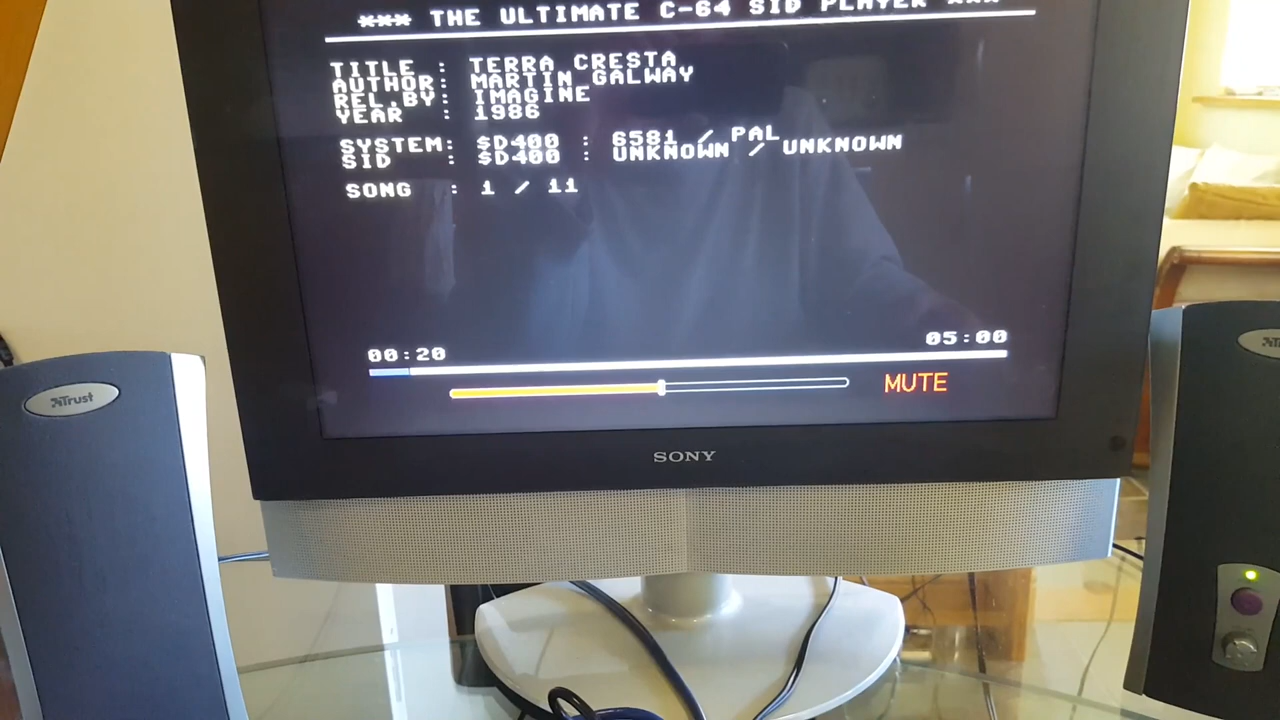 *** THE ULTIMATE C-64 SID PLAYER ***
TITLE : TERRA CRESTA
AUTHOR: MARTIN GALWAY
REL.BY: IMAGINE
YEAR : 1986
SYSTEM: $D400 : 6581 / PAL
SID : $D400 : UNKNOWN / UNKNOWN
SONG : 1 / 11
00:20 05:00
MUTE
SONY
Trust